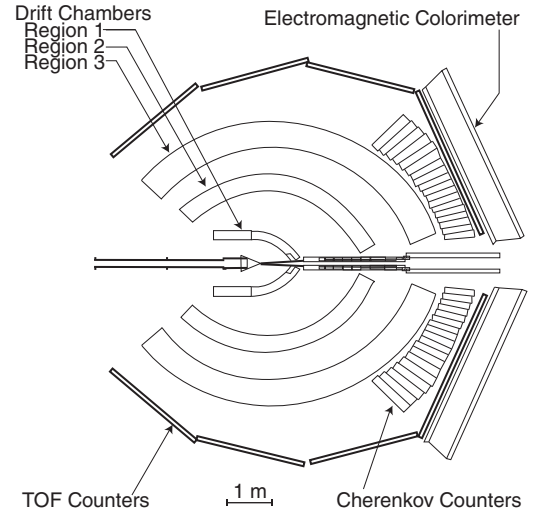 Drift Chambers
Region 1
Region 2
Region 3
Electromagnetic Colorimeter
TOF Counters
1 m
Cherenkov Counters